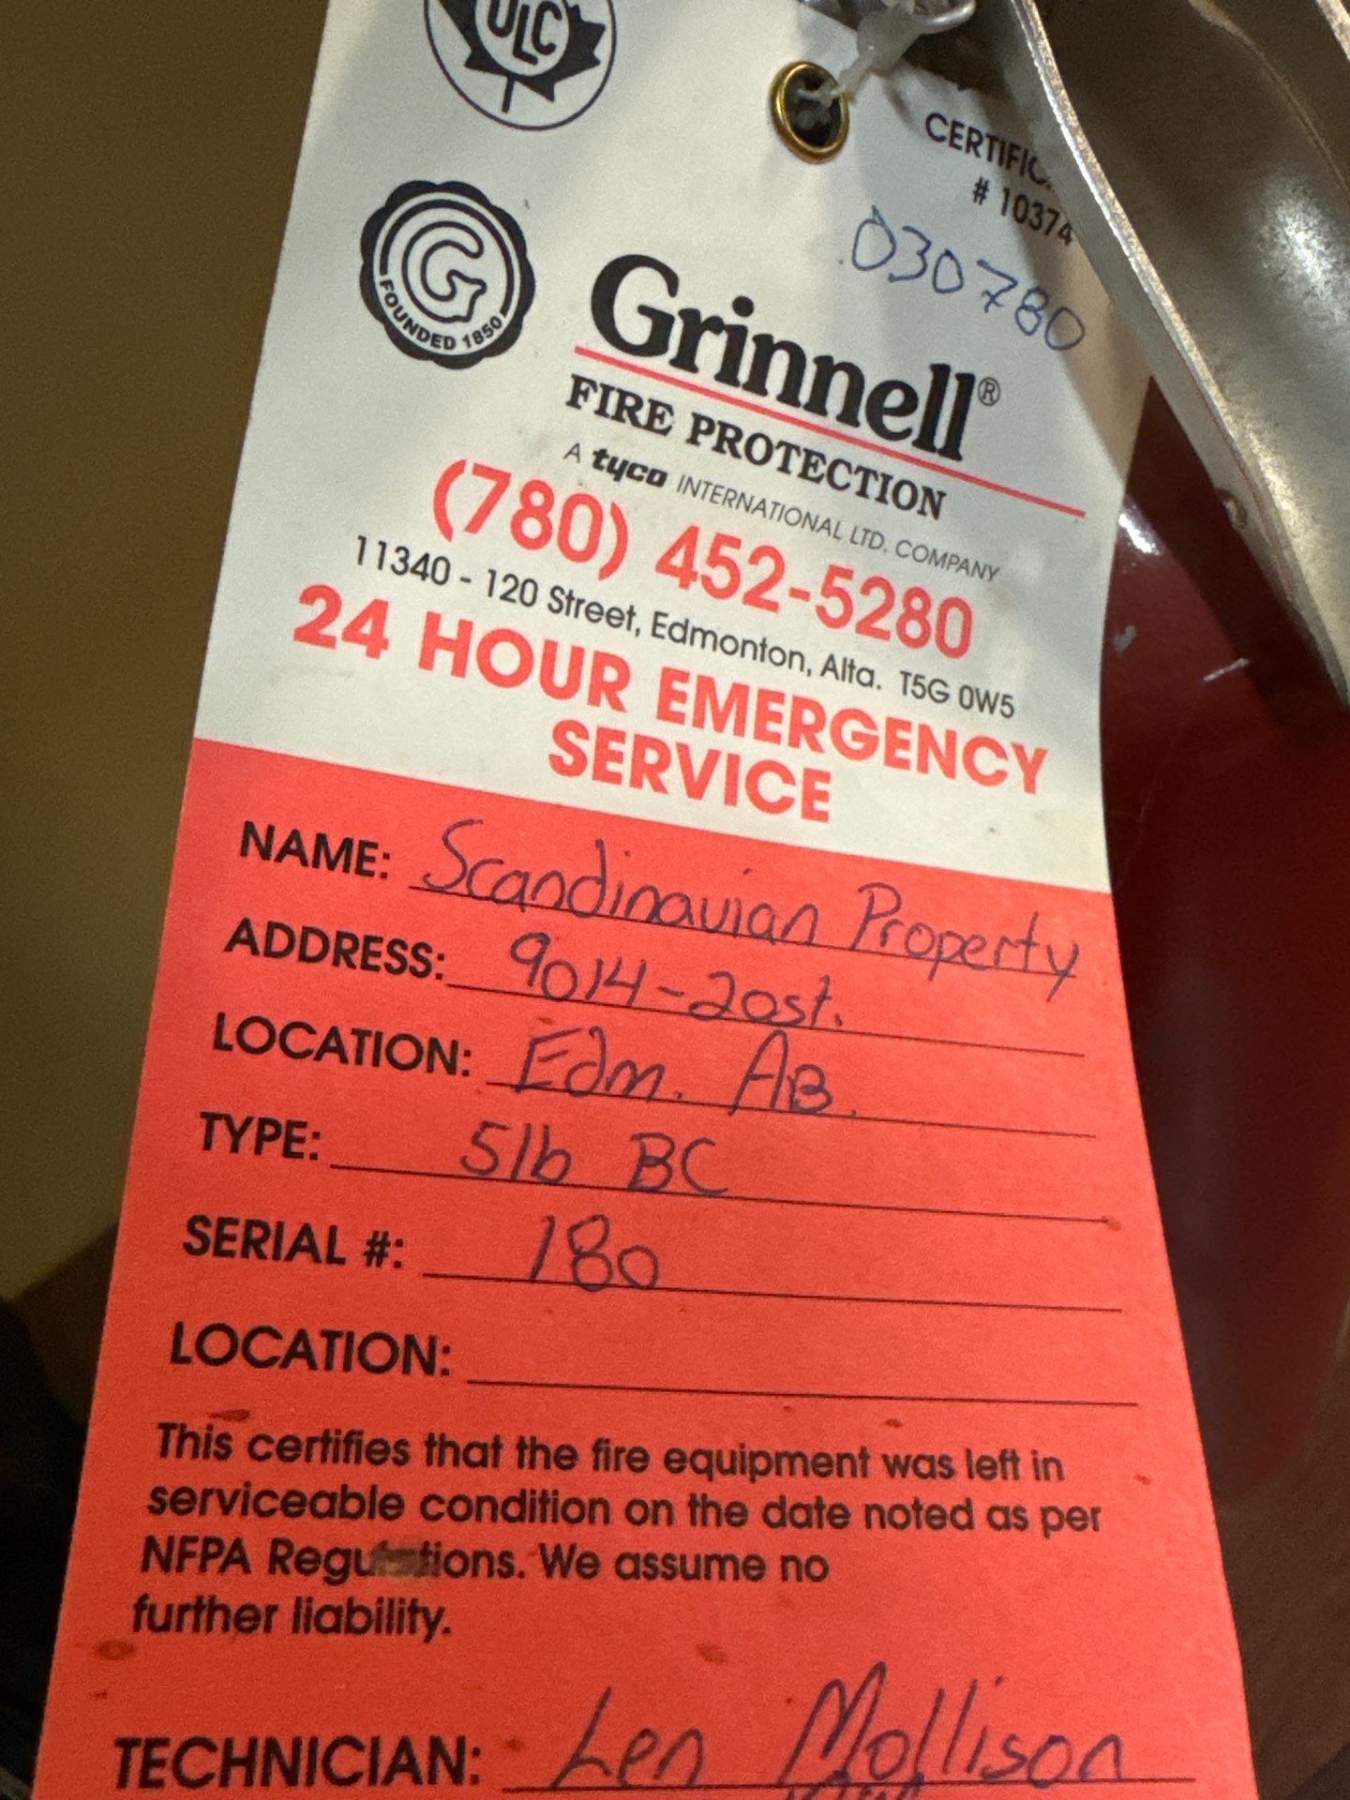 ULC
CERTIFIC
# 10374
030780
G
FOUNDED 1850
Grinnell®
FIRE PROTECTION
A tyco INTERNATIONAL LTD. COMPANY
(780) 452-5280
11340 - 120 Street, Edmonton, Alta. T5G 0W5
24 HOUR EMERGENCY
SERVICE
NAME: Scandinavian Property
ADDRESS: 9014-20st.
LOCATION: Edm. AB.
TYPE: 5lb BC
SERIAL #: 180
LOCATION:
This certifies that the fire equipment was left in
serviceable condition on the date noted as per
NFPA Regulations. We assume no
further liability.
TECHNICIAN: Len Mollison